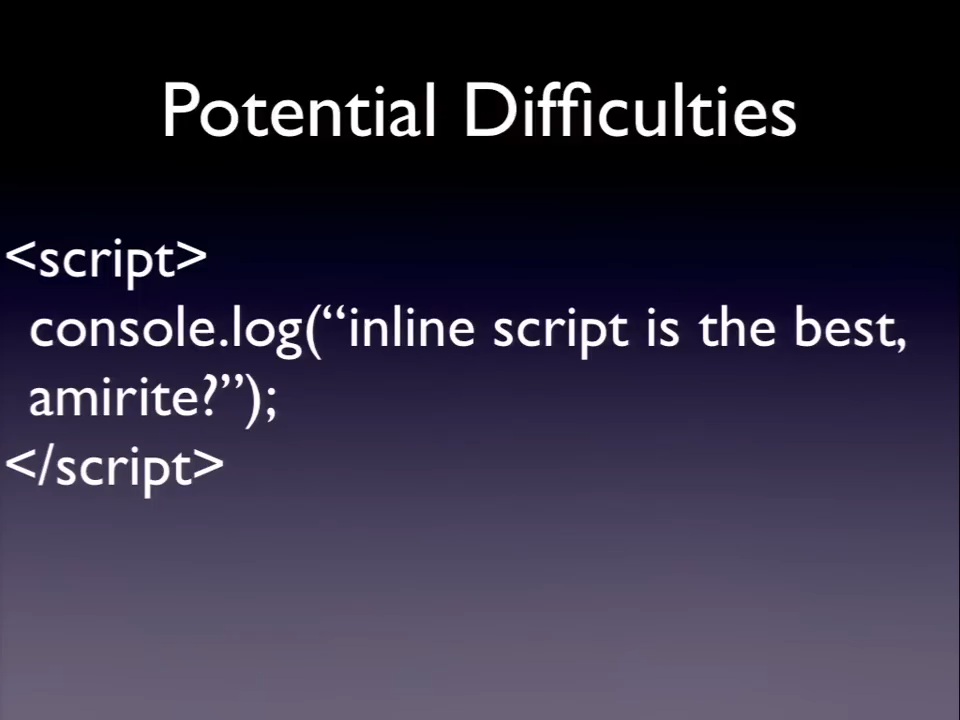 Potential Difficulties
<script>
console.log(“inline script is the best,
amirite?”);
</script>